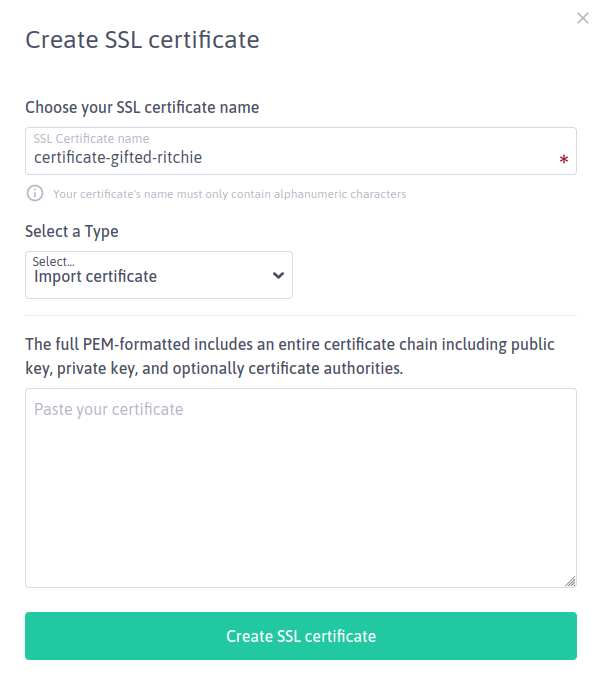 Create SSL certificate
Choose your SSL certificate name
SSL Certificate name
certificate-gifted-ritchie
*
Your certificate's name must only contain alphanumeric characters
Select a Type
Select...
Import certificate
The full PEM-formatted includes an entire certificate chain including public
key, private key, and optionally certificate authorities.
Paste your certificate
Create SSL certificate